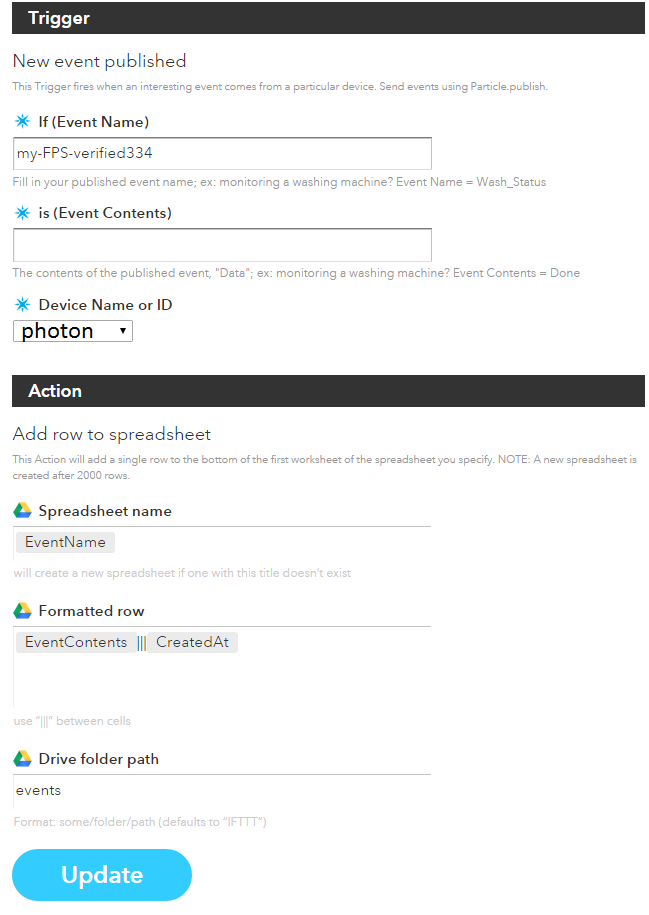 Trigger
New event published
This Trigger fires when an interesting event comes from a particular device. Send events using Particle.publish.
If (Event Name)
my-FPS-verified334
Fill in your published event name; ex: monitoring a washing machine? Event Name = Wash_Status
is (Event Contents)
The contents of the published event, "Data"; ex: monitoring a washing machine? Event Contents = Done
Device Name or ID
photon
Action
Add row to spreadsheet
This Action will add a single row to the bottom of the first worksheet of the spreadsheet you specify. NOTE: A new spreadsheet is
created after 2000 rows.
Spreadsheet name
EventName
will create a new spreadsheet if one with this title doesn't exist
Formatted row
EventContents ||| CreatedAt
use "|||" between cells
Drive folder path
events
Format: some/folder/path (defaults to "IFTTT")
Update